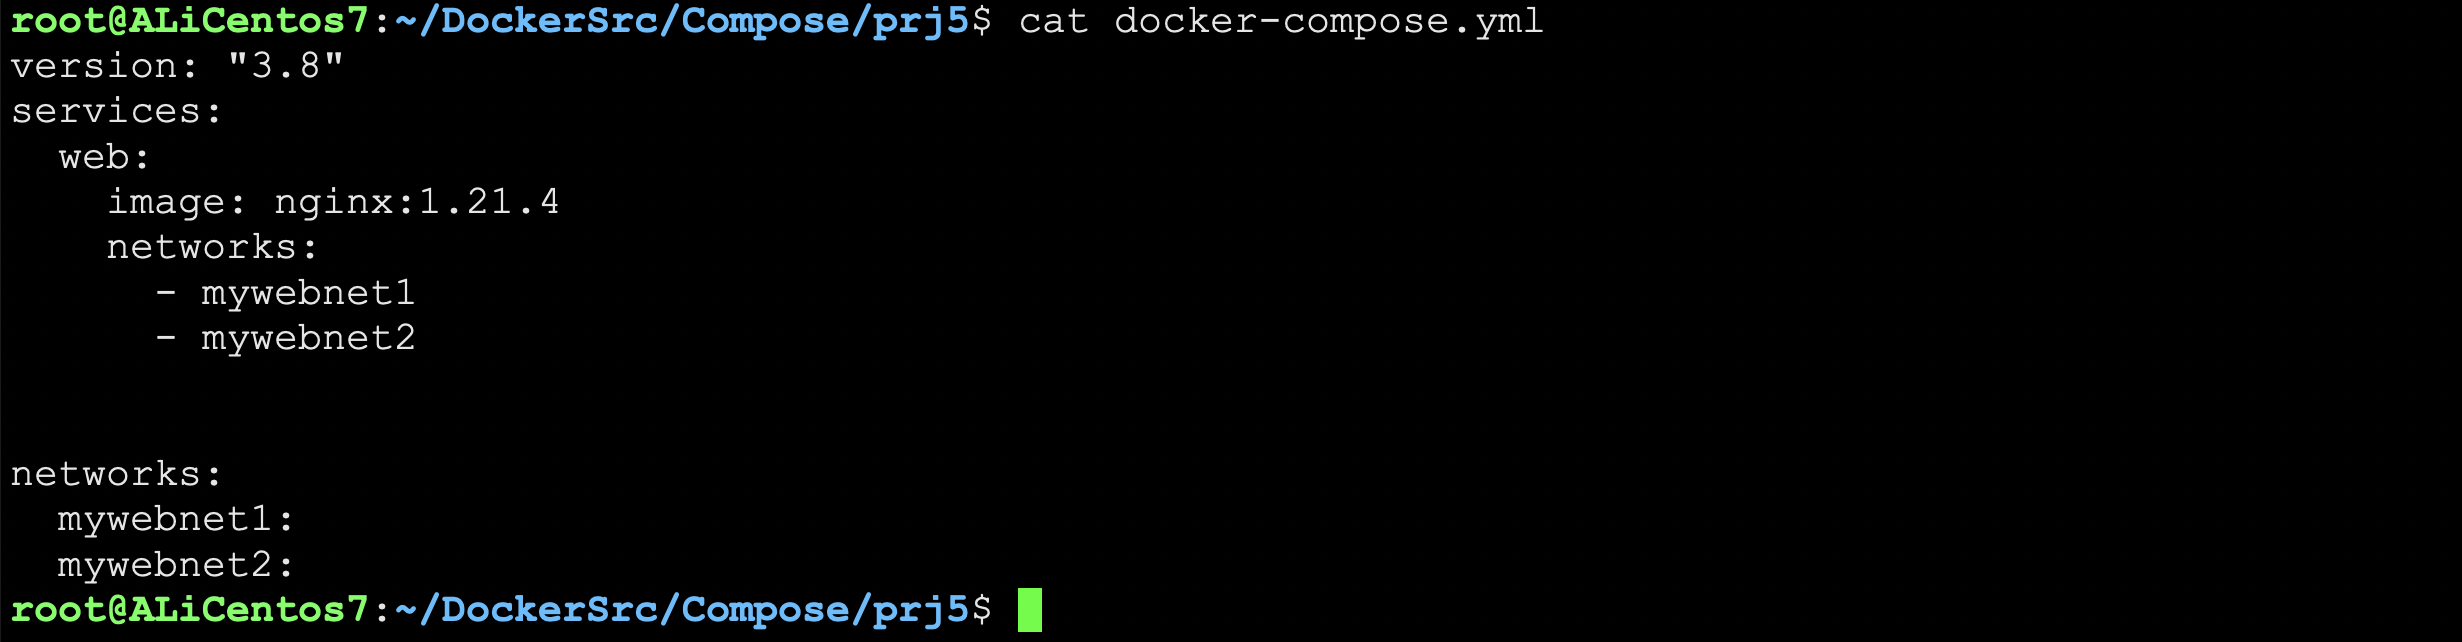 root@ALiCentos7:~/DockerSrc/Compose/prj5$ cat docker-compose.yml
version: "3.8"
services:
  web:
    image: nginx:1.21.4
    networks:
      - mywebnet1
      - mywebnet2
networks:
  mywebnet1:
  mywebnet2:
root@ALiCentos7:~/DockerSrc/Compose/prj5$